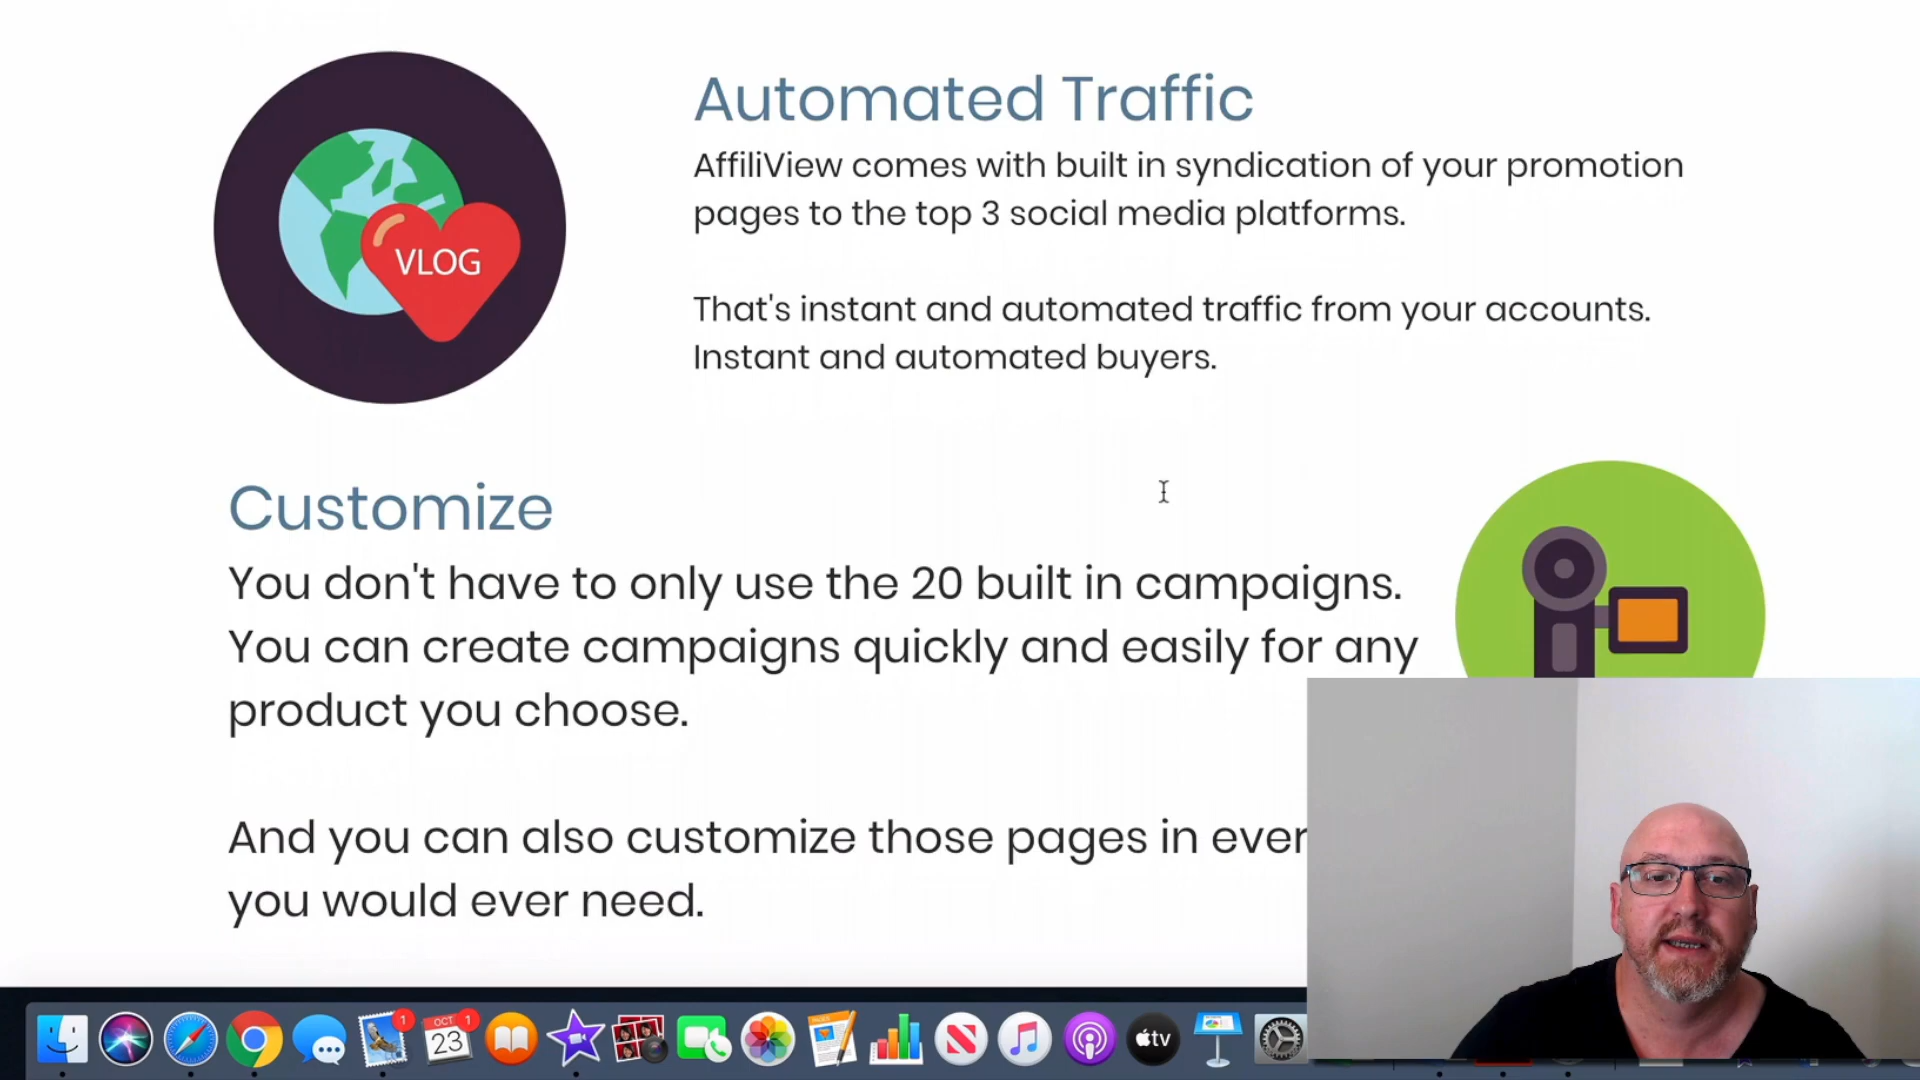 Automated Traffic
AffiliView comes with built in syndication of your promotion
pages to the top 3 social media platforms.
That's instant and automated traffic from your accounts.
Instant and automated buyers.
VLOG
Customize
You don't have to only use the 20 built in campaigns.
You can create campaigns quickly and easily for any
product you choose.
And you can also customize those pages in ever
you would ever need.
1
OCT
1
23
PAGES
tv